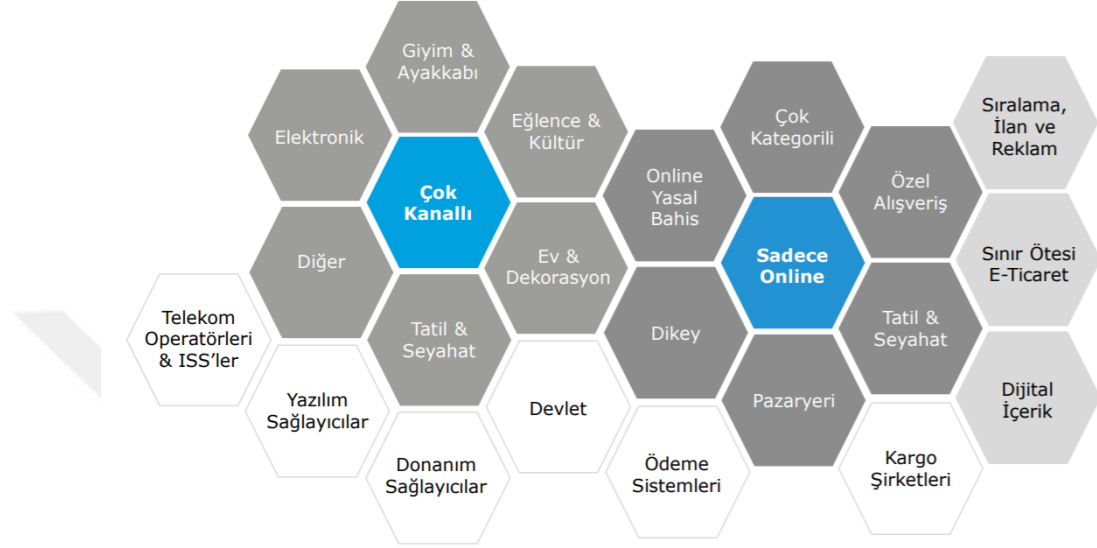 Giyim &
Ayakkabı
Elektronik
Eğlence &
Kültür
Çok
Kanallı
Diğer
Ev &
Dekorasyon
Tatil &
Seyahat
Telekom
Operatörleri
& ISS’ler
Yazılım
Sağlayıcılar
Donanım
Sağlayıcılar
Devlet
Online
Yasal
Bahis
Çok
Kategorili
Özel
Alışveriş
Sadece
Online
Dikey
Tatil &
Seyahat
Pazaryeri
Ödeme
Sistemleri
Kargo
Şirketleri
Sıralama,
İlan ve
Reklam
Sınır Ötesi
E-Ticaret
Dijital
İçerik